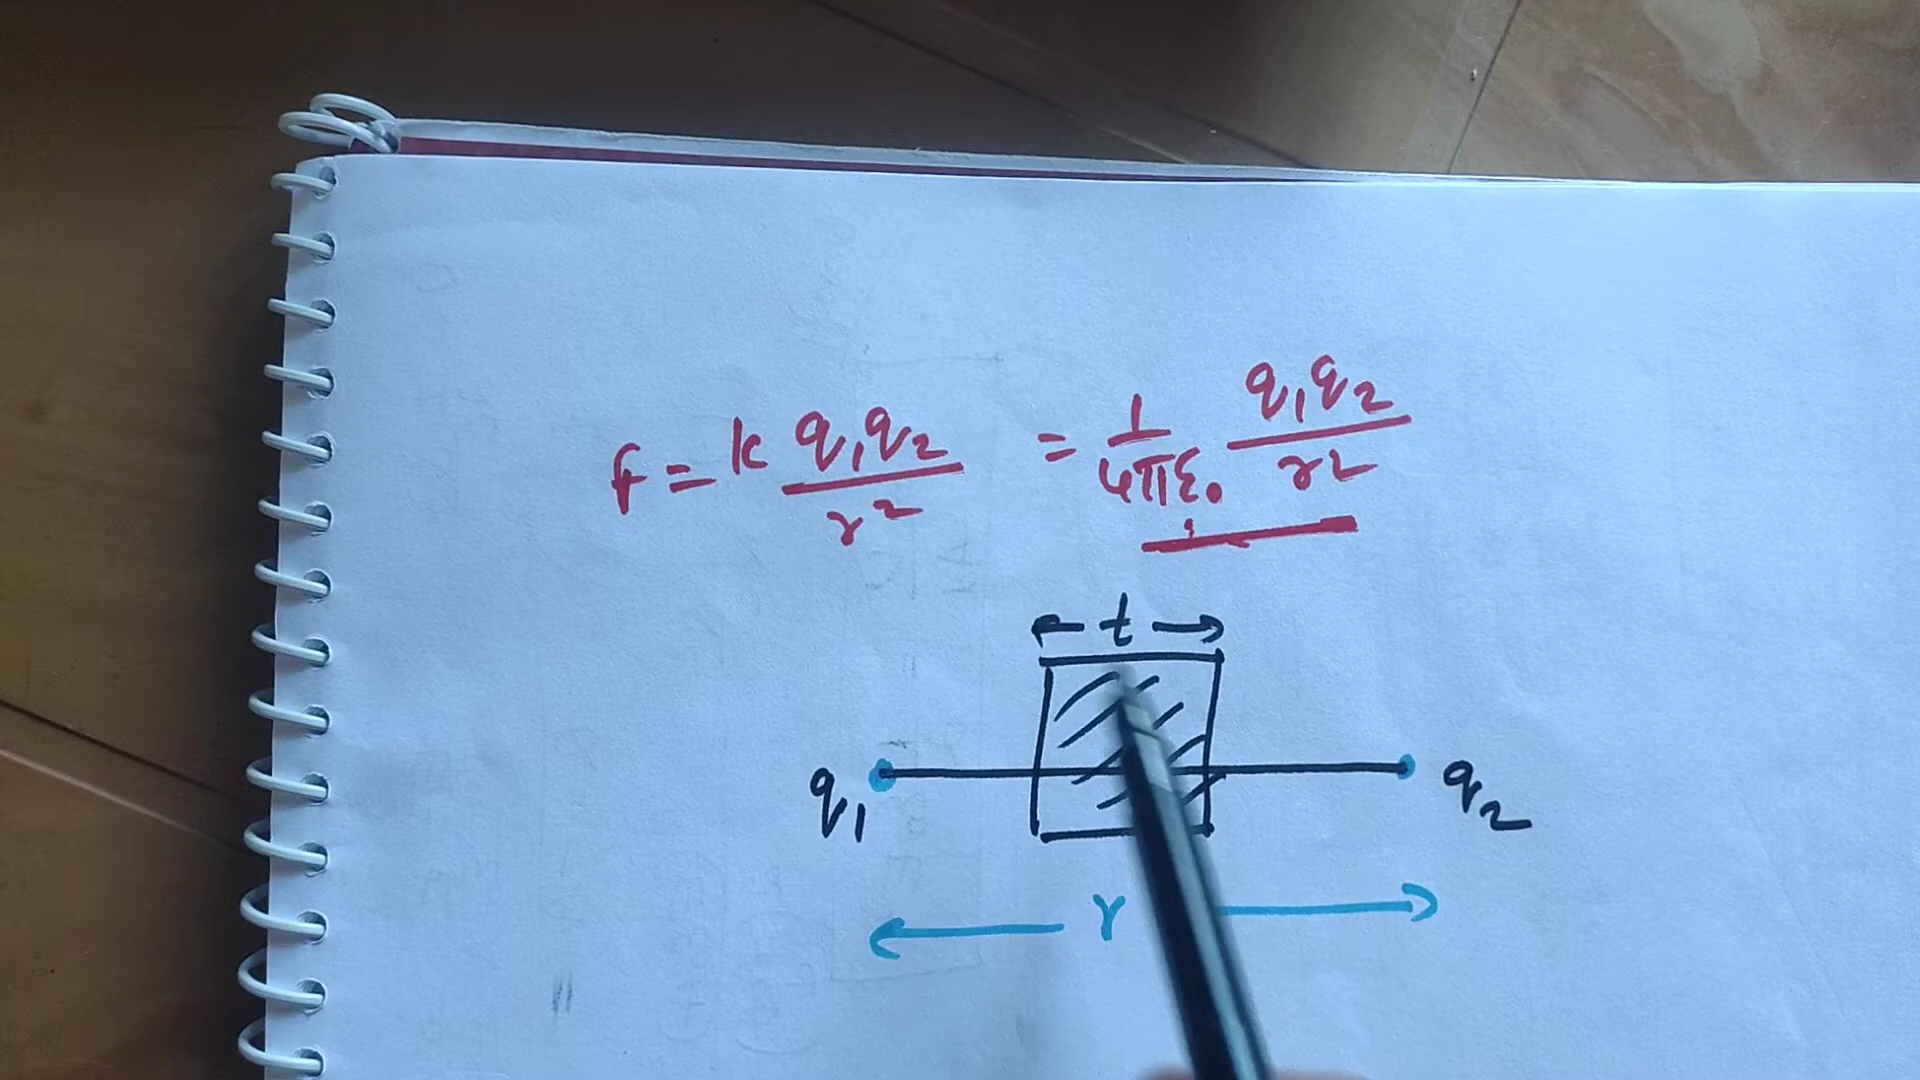 F = k q₁q₂/r² = 1/4πε₀ q₁q₂/r²
t
q₁ q₂
r